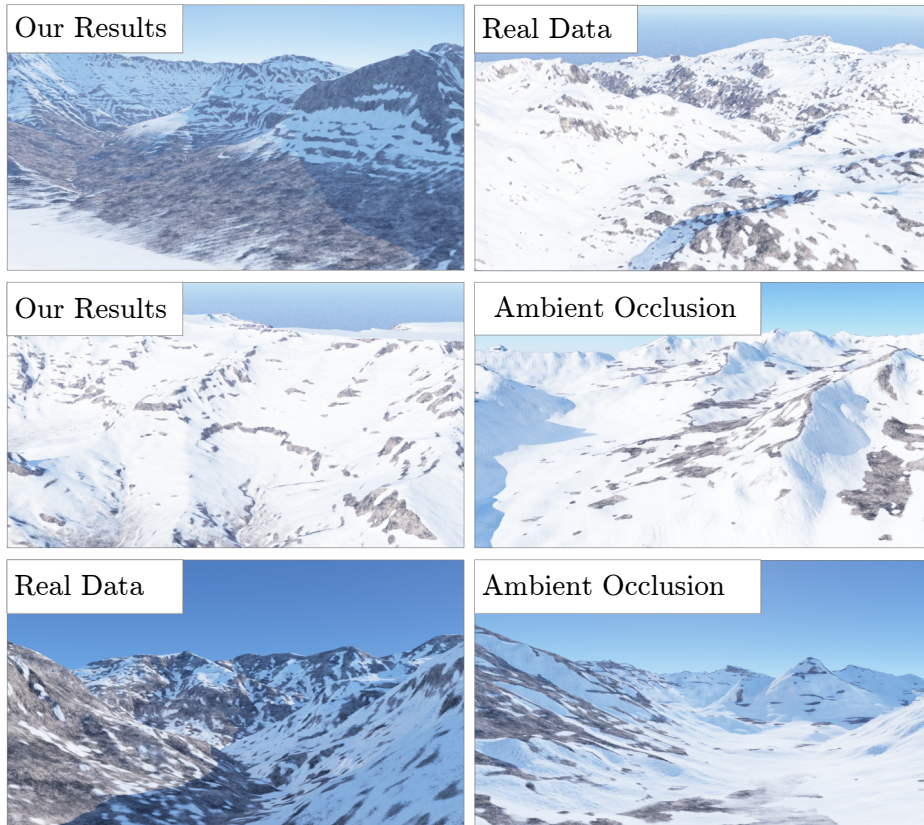 Our Results
Real Data
Our Results
Ambient Occlusion
Real Data
Ambient Occlusion